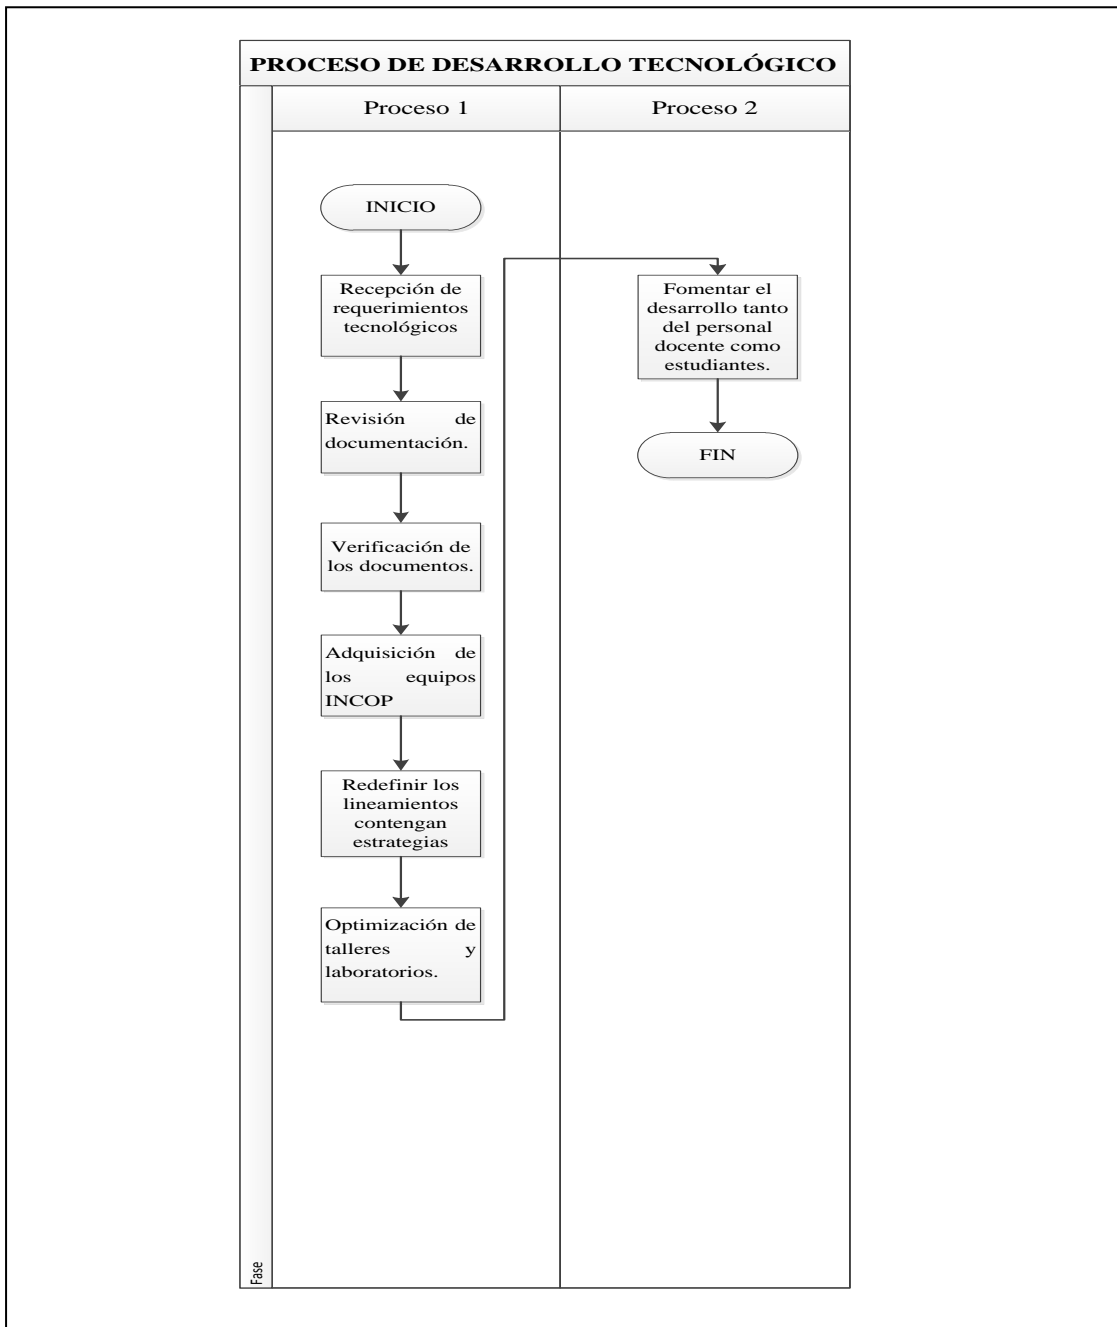 PROCESO DE DESARROLLO TECNOLÓGICO
Proceso 1
Proceso 2
INICIO
Recepción de
requerimientos
tecnológicos
Revisión de
documentación.
Verificación de
los documentos.
Adquisición de
los equipos
INCOP
Redefinir los
lineamientos
contengan
estrategias
Optimización de
talleres y
laboratorios.
Fomentar el
desarrollo tanto
del personal
docente como
estudiantes.
FIN
Fase